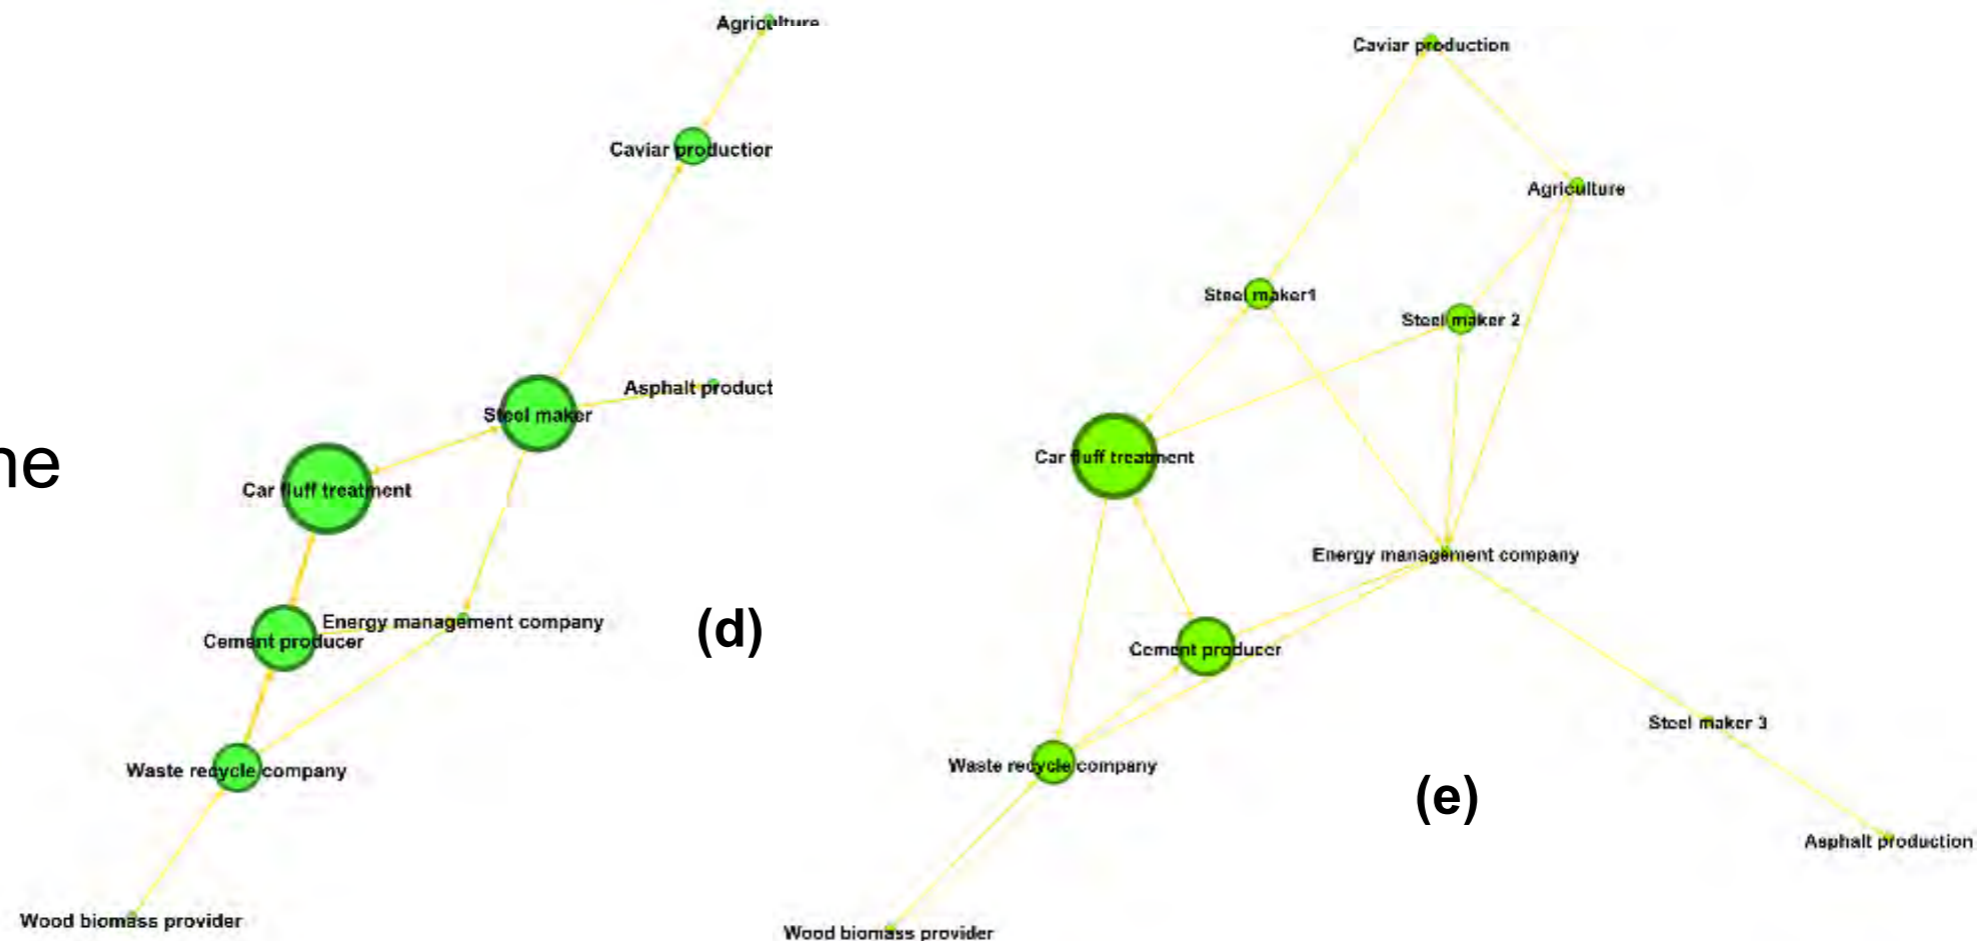 Agriculture
Caviar production
Asphalt product
Steel maker
Car fluff treatment
Energy management company
Cement producer
Waste recycle company
Wood biomass provider
(d)
ne
Caviar production
Agriculture
Steel maker1
Steel maker 2
Car fluff treatment
Energy management company
Cement producer
Steel maker 3
Waste recycle company
(e)
Asphalt production
Wood biomass provider